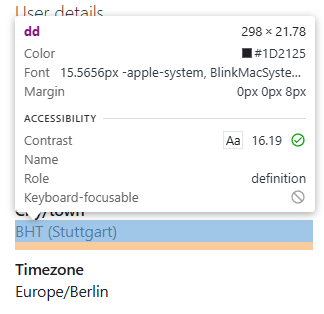 User details
dd 298 × 21.78
Color #1D2125
Font 15.5656px -apple-system, BlinkMacSyste...
Margin 0px 0px 8px
ACCESSIBILITY
Contrast Aa 16.19
Name
Role definition
Keyboard-focusable
City/town
BHT (Stuttgart)
Timezone
Europe/Berlin